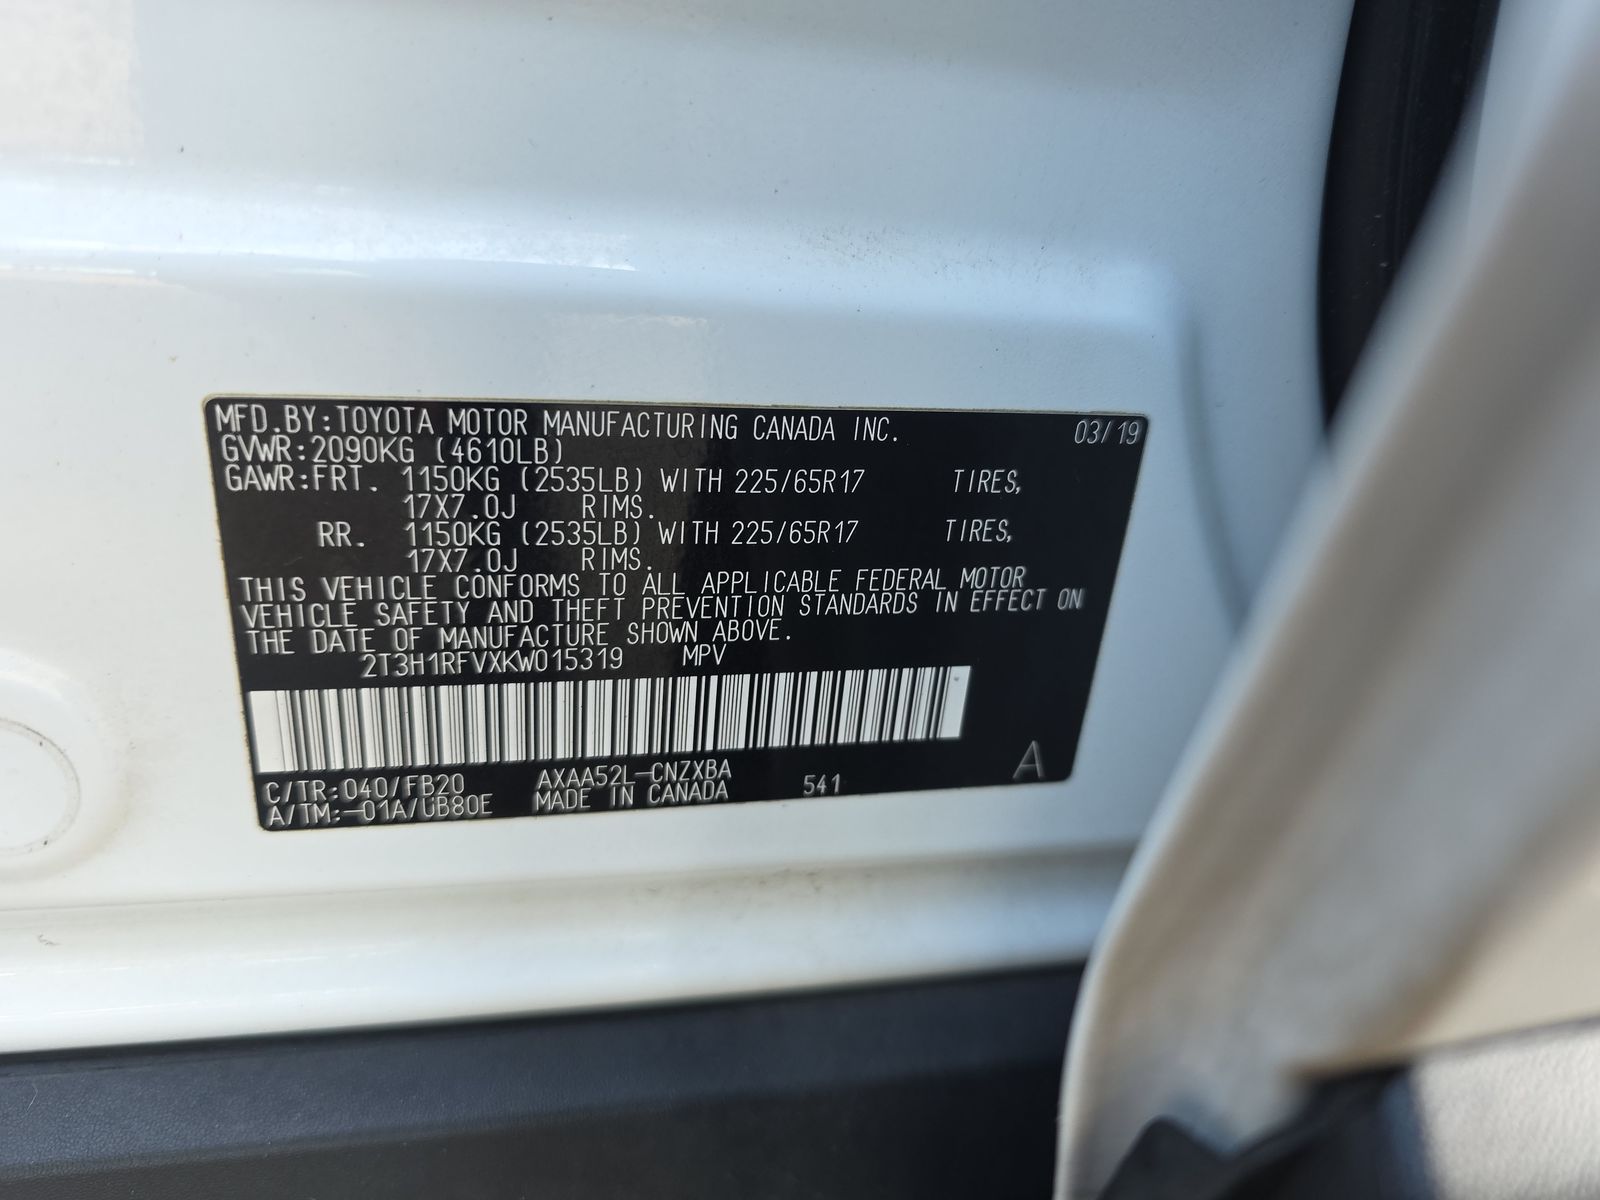 MFD.BY:TOYOTA MOTOR MANUFACTURING CANADA INC. 03/19
GVWR:2090KG (4610LB)
GAWR:FRT. 1150KG (2535LB) WITH 225/65R17 TIRES,
17X7.0J RIMS.
RR. 1150KG (2535LB) WITH 225/65R17 TIRES,
17X7.0J RIMS.
THIS VEHICLE CONFORMS TO ALL APPLICABLE FEDERAL MOTOR
VEHICLE SAFETY AND THEFT PREVENTION STANDARDS IN EFFECT ON
THE DATE OF MANUFACTURE SHOWN ABOVE.
2T3H1RFVXKW015319 MPV
C/TR:040/FB20 AXAA52L-CNZXBA
A/TM:-01A/UB80E MADE IN CANADA 541 A